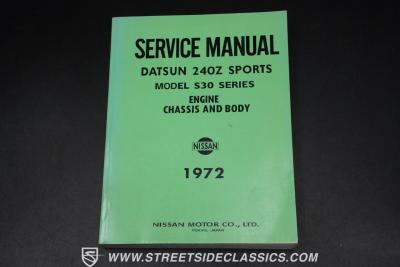 SERVICE MANUAL
DATSUN 240Z SPORTS
MODEL S30 SERIES
ENGINE
CHASSIS AND BODY
NISSAN
1972
NISSAN MOTOR CO., LTD.
TOKYO, JAPAN
WWW.STREETSIDECLASSICS.COM